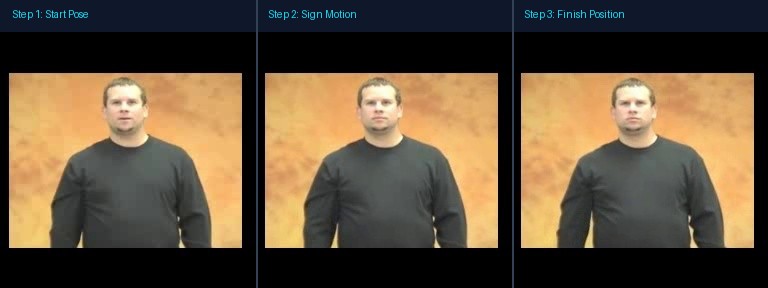 Step 1: Start Pose
Step 2: Sign Motion
Step 3: Finish Position